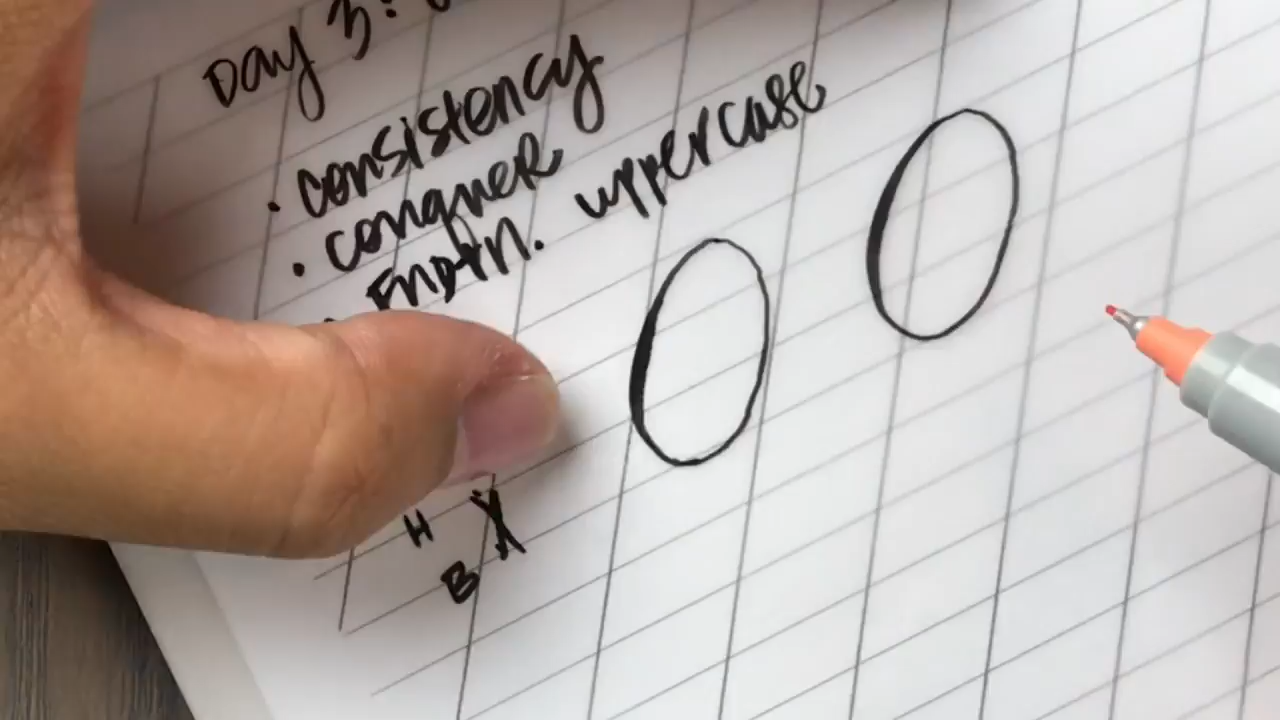 Day 3:
• consistency
• conquer
FNDTN. uppercase
O O
H X
B